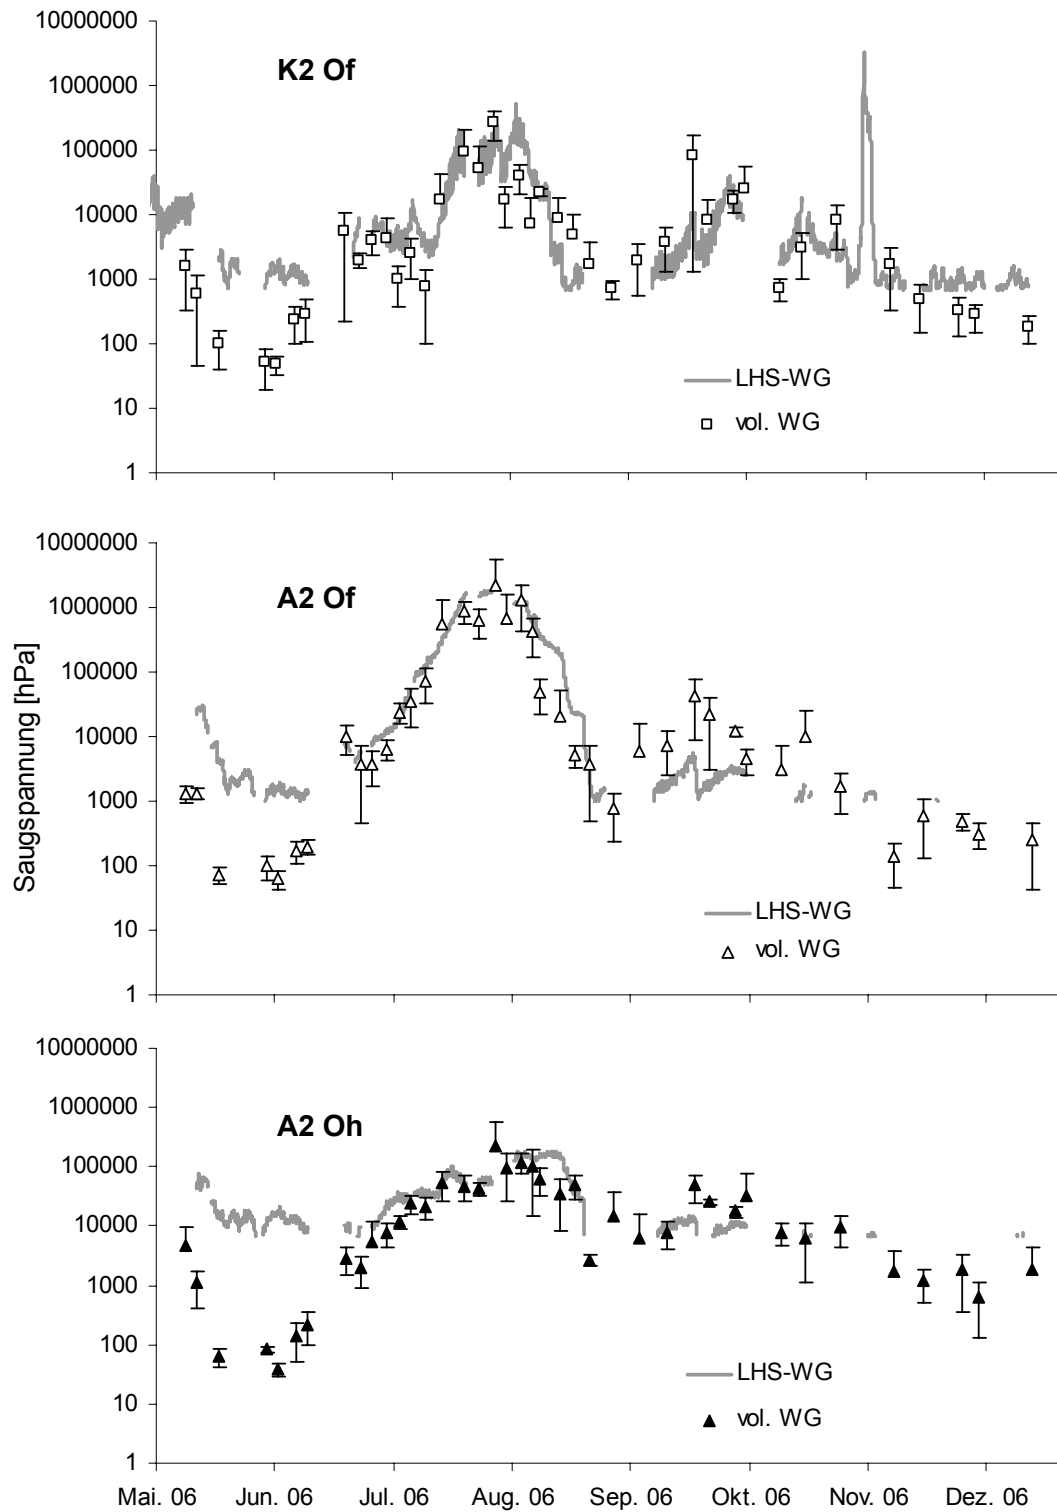 10000000
K2 Of
1000000
100000
10000
1000
100
LHS-WG
10
vol. WG
1
Saugspannung [hPa]
10000000
A2 Of
1000000
100000
10000
1000
100
LHS-WG
10
vol. WG
1
10000000
1000000
A2 Oh
100000
10000
1000
100
LHS-WG
10
vol. WG
1
Mai. 06 Jun. 06 Jul. 06 Aug. 06 Sep. 06 Okt. 06 Nov. 06 Dez. 06